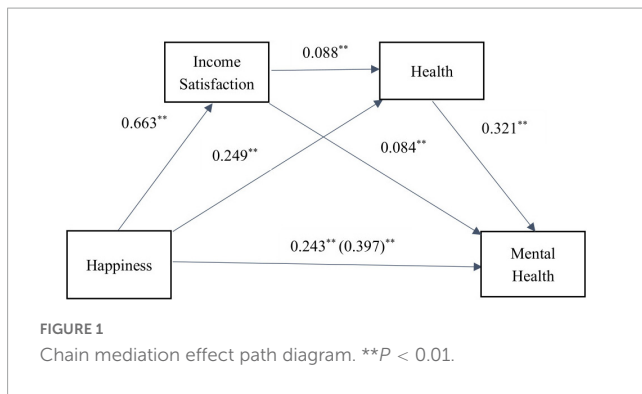 Income
Satisfaction
0.088**
Health
0.663**
0.249**
0.084**
0.321**
Happiness
0.243** (0.397)**
Mental
Health
FIGURE 1
Chain mediation effect path diagram. **P < 0.01.